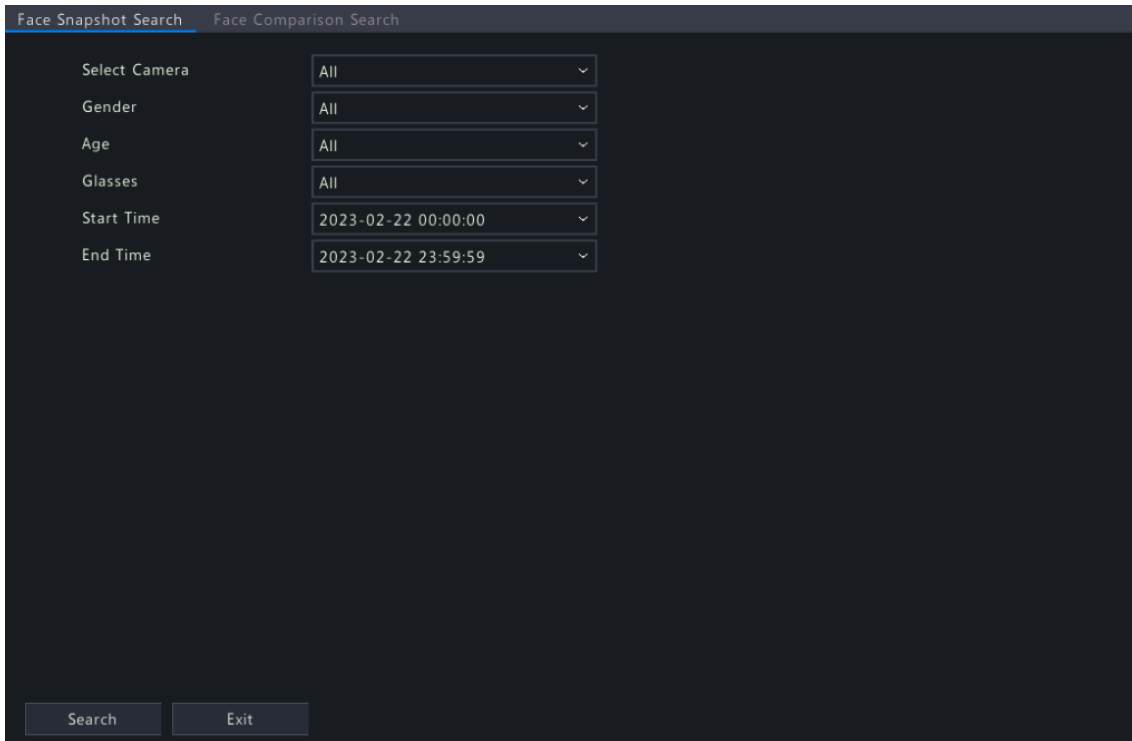 Face Snapshot Search Face Comparison Search
Select Camera All
Gender All
Age All
Glasses All
Start Time 2023-02-22 00:00:00
End Time 2023-02-22 23:59:59
Search Exit